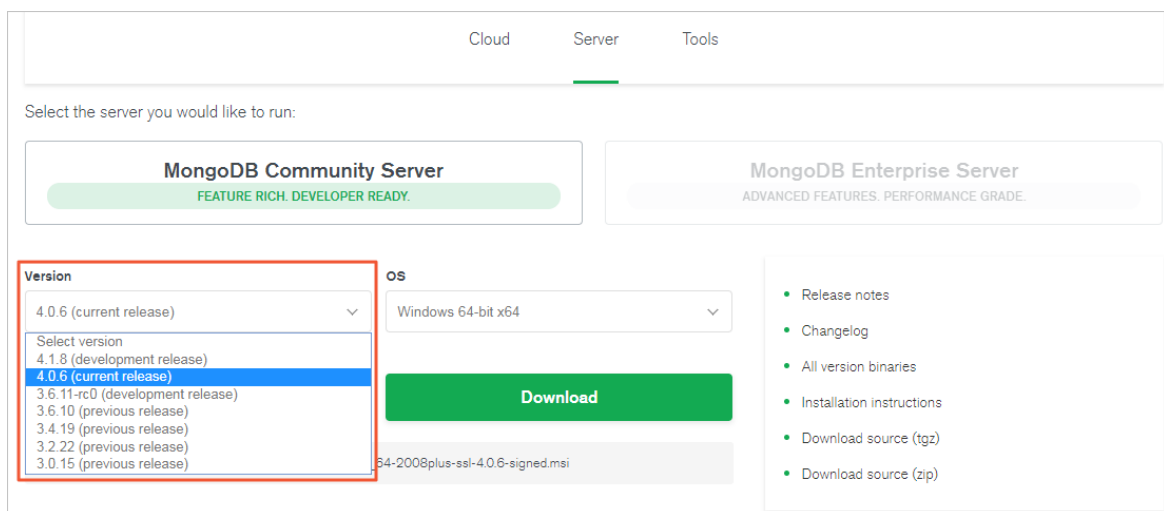 Cloud Server Tools
Select the server you would like to run:
MongoDB Community Server
FEATURE RICH. DEVELOPER READY.
MongoDB Enterprise Server
ADVANCED FEATURES. PERFORMANCE GRADE.
Version
4.0.6 (current release)
Select version
4.1.8 (development release)
4.0.6 (current release)
3.6.11-rc0 (development release)
3.6.10 (previous release)
3.4.19 (previous release)
3.2.22 (previous release)
3.0.15 (previous release)
OS
Windows 64-bit x64
Download
64-2008plus-ssl-4.0.6-signed.msi
Release notes
Changelog
All version binaries
Installation instructions
Download source (tgz)
Download source (zip)